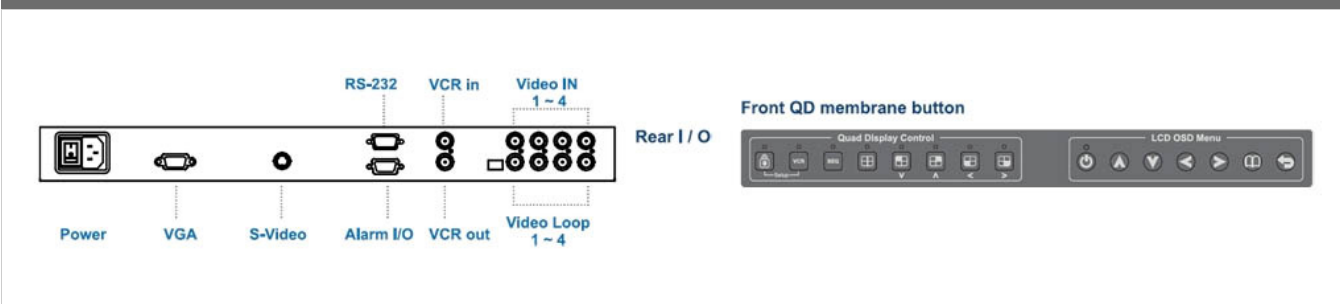 RS-232
VCR in
Video IN
1 ~ 4
Rear I / O
Power
VGA
S-Video
Alarm I/O
VCR out
Video Loop
1 ~ 4
Front QD membrane button
Quad Display Control
LCD OSD Menu
VCR
SEQ
Setup